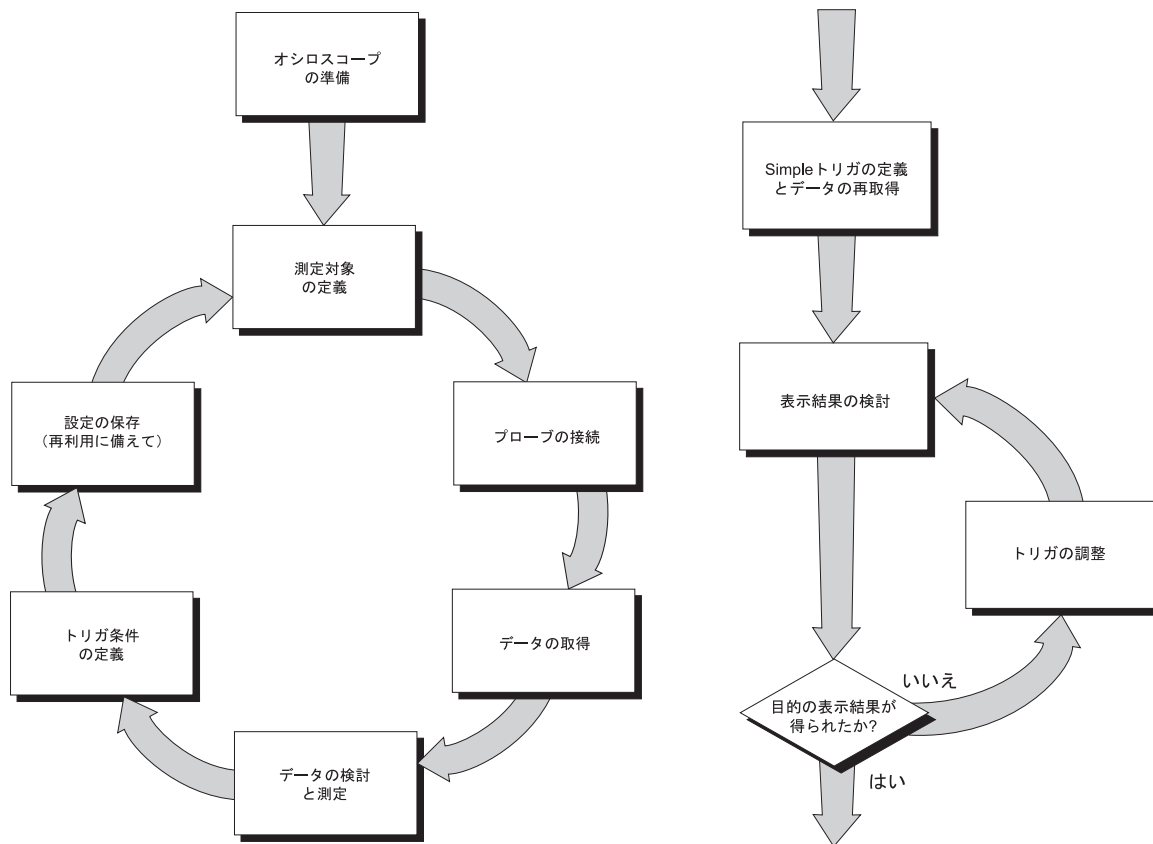 オシロスコープ
の準備
測定対象
の定義
プローブの接続
データの取得
データの検討
と測定
トリガ条件
の定義
設定の保存
（再利用に備えて）
Simpleトリガの定義
とデータの再取得
表示結果の検討
トリガの調整
目的の表示結果が
得られたか?
いいえ
はい